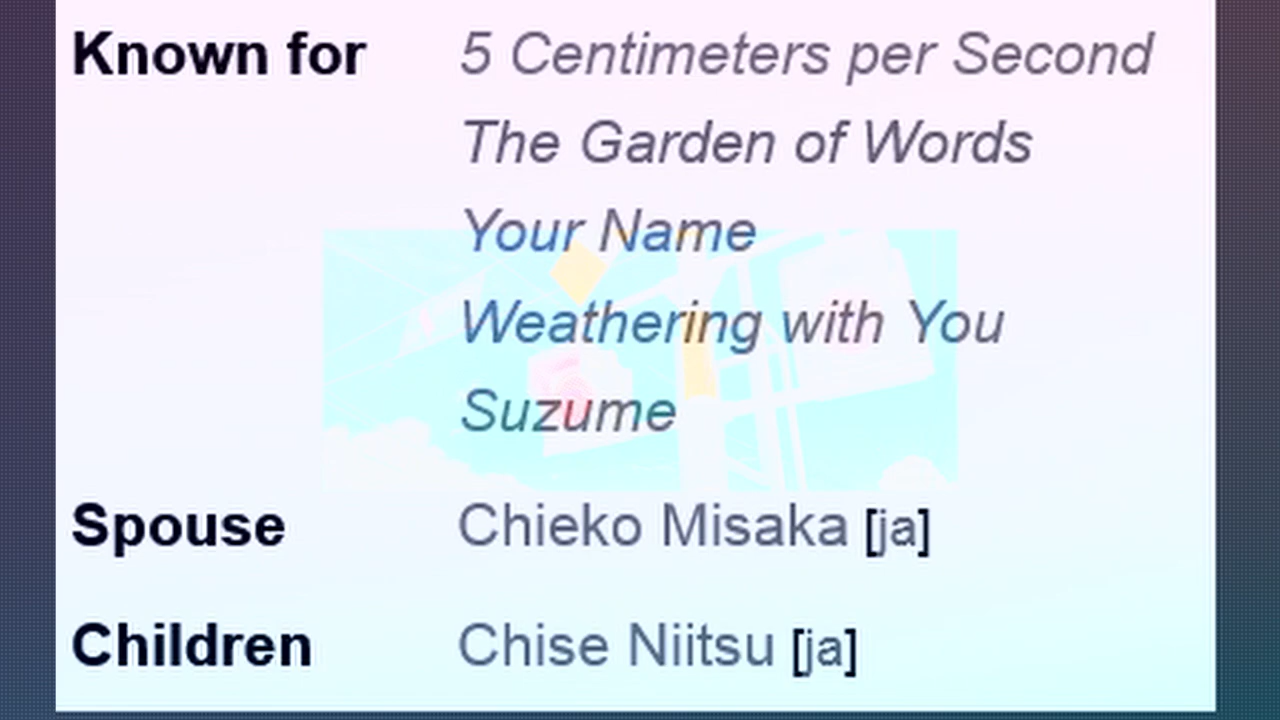 Known for 5 Centimeters per Second
The Garden of Words
Your Name
Weathering with You
Suzume
Spouse Chieko Misaka [ja]
Children Chise Niitsu [ja]